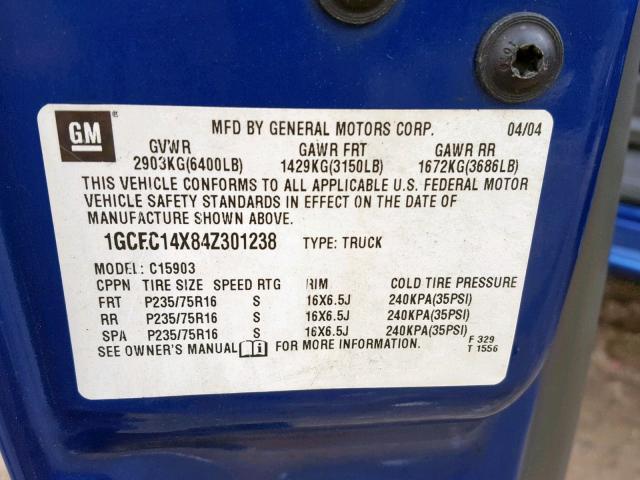 GM ®
MFD BY GENERAL MOTORS CORP. 04/04
GVWR GAWR FRT GAWR RR
2903KG(6400LB) 1429KG(3150LB) 1672KG(3686LB)
THIS VEHICLE CONFORMS TO ALL APPLICABLE U.S. FEDERAL MOTOR
VEHICLE SAFETY STANDARDS IN EFFECT ON THE DATE OF
MANUFACTURE SHOWN ABOVE.
1GCEC14X84Z301238 TYPE: TRUCK
MODEL: C15903
CPPN TIRE SIZE SPEED RTG RIM COLD TIRE PRESSURE
FRT P235/75R16 S 16X6.5J 240KPA(35PSI)
RR P235/75R16 S 16X6.5J 240KPA(35PSI)
SPA P235/75R16 S 16X6.5J 240KPA(35PSI)
SEE OWNER'S MANUAL FOR MORE INFORMATION.
F 329
T 1556